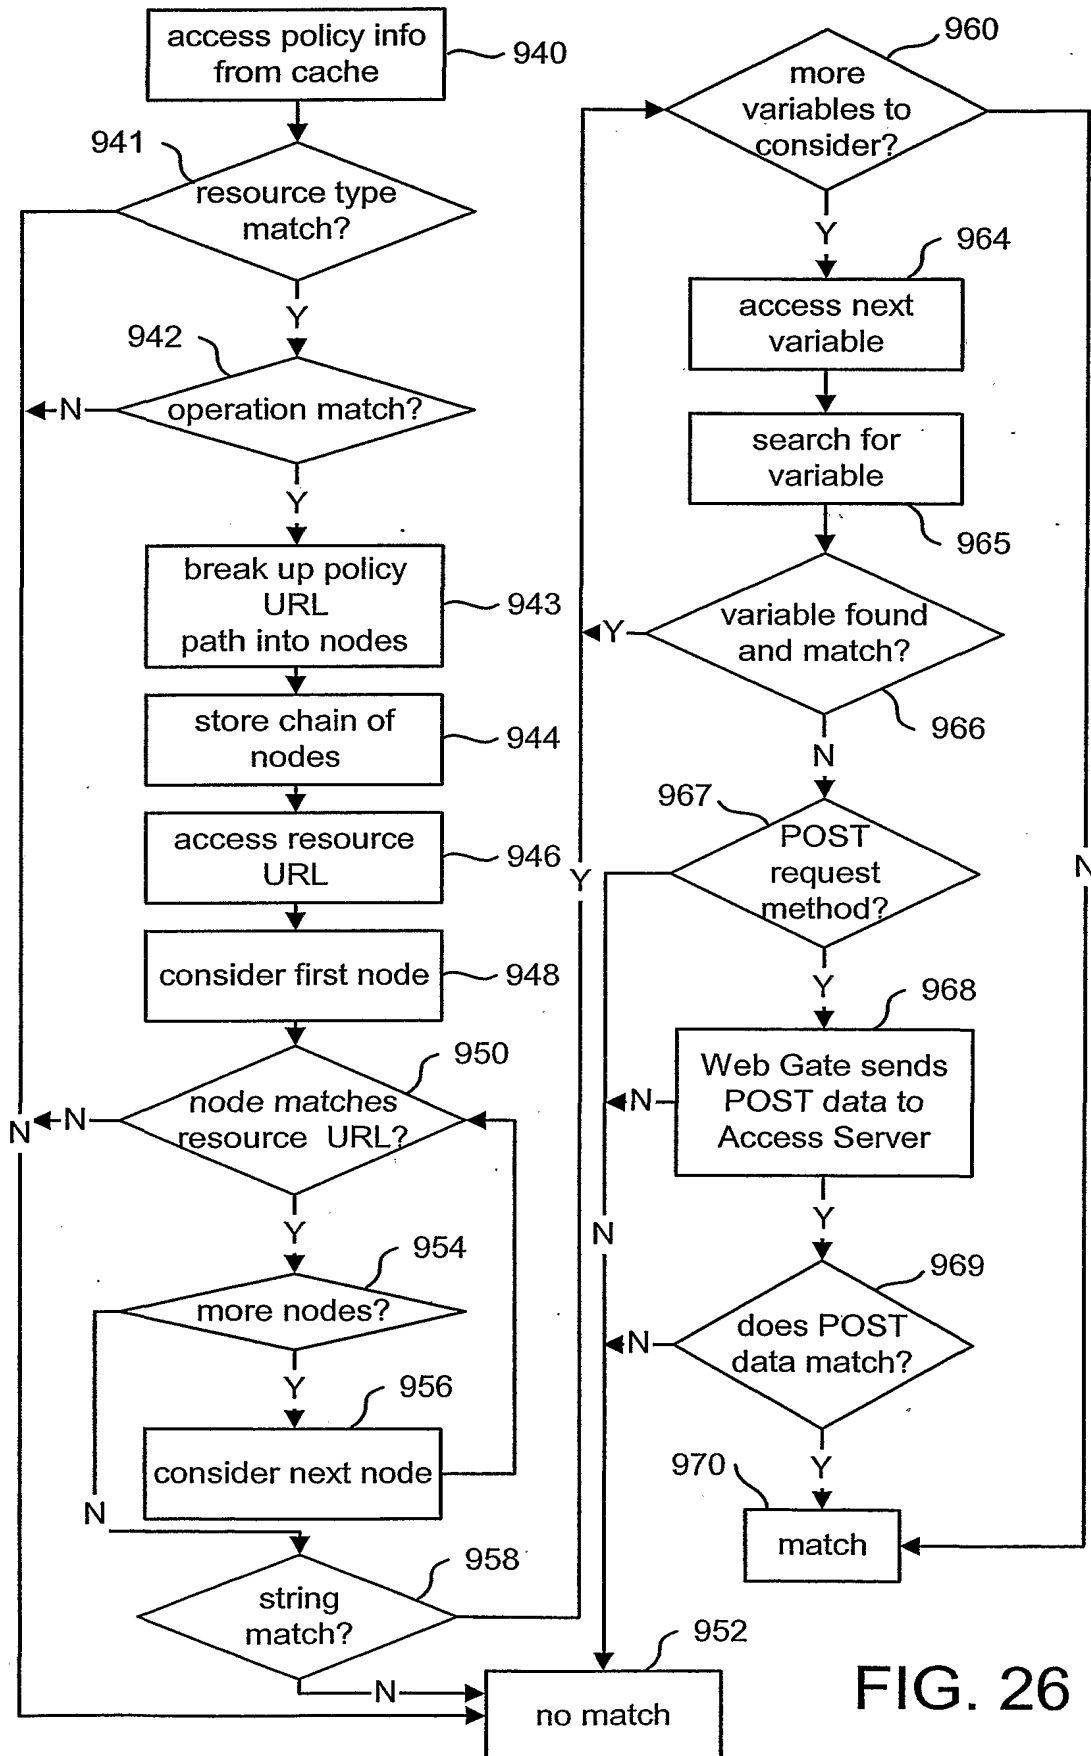 access policy info
from cache
940
941
resource type
match?
Y
942
operation match?
N
Y
break up policy
URL
path into nodes
943
store chain of
nodes
944
access resource
URL
946
consider first node
948
950
node matches
resource URL?
N
N
Y
954
more nodes?
Y
956
consider next node
N
958
string
match?
N
Y
960
more
variables to
consider?
Y
N
964
access next
variable
search for
variable
965
variable found
and match?
Y
966
N
967
POST
request
method?
Y
968
Web Gate sends
POST data to
Access Server
N
N
Y
969
does POST
data match?
N
Y
970
match
952
no match
FIG. 26